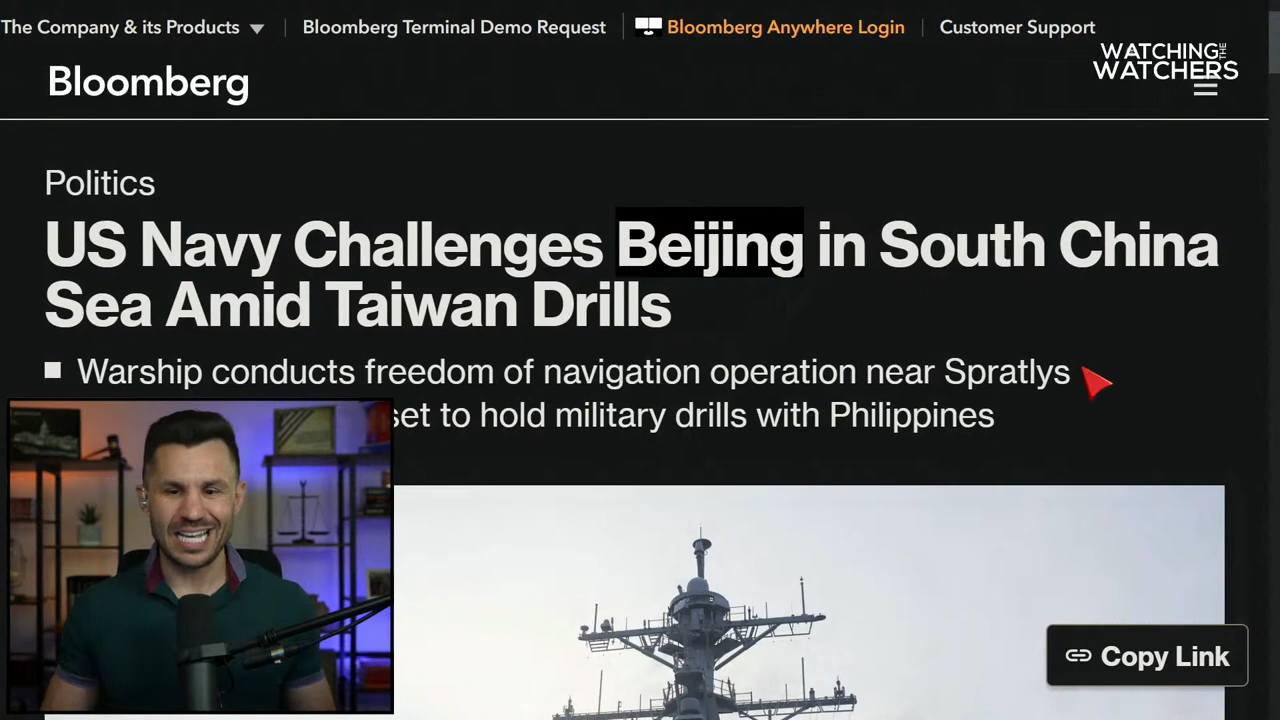 The Company & its Products
Bloomberg Terminal Demo Request
Bloomberg Anywhere Login
Customer Support
WATCHING THE
WATCHERS
Bloomberg
Politics
US Navy Challenges Beijing in South China
Sea Amid Taiwan Drills
Warship conducts freedom of navigation operation near Spratlys
set to hold military drills with Philippines
Copy Link